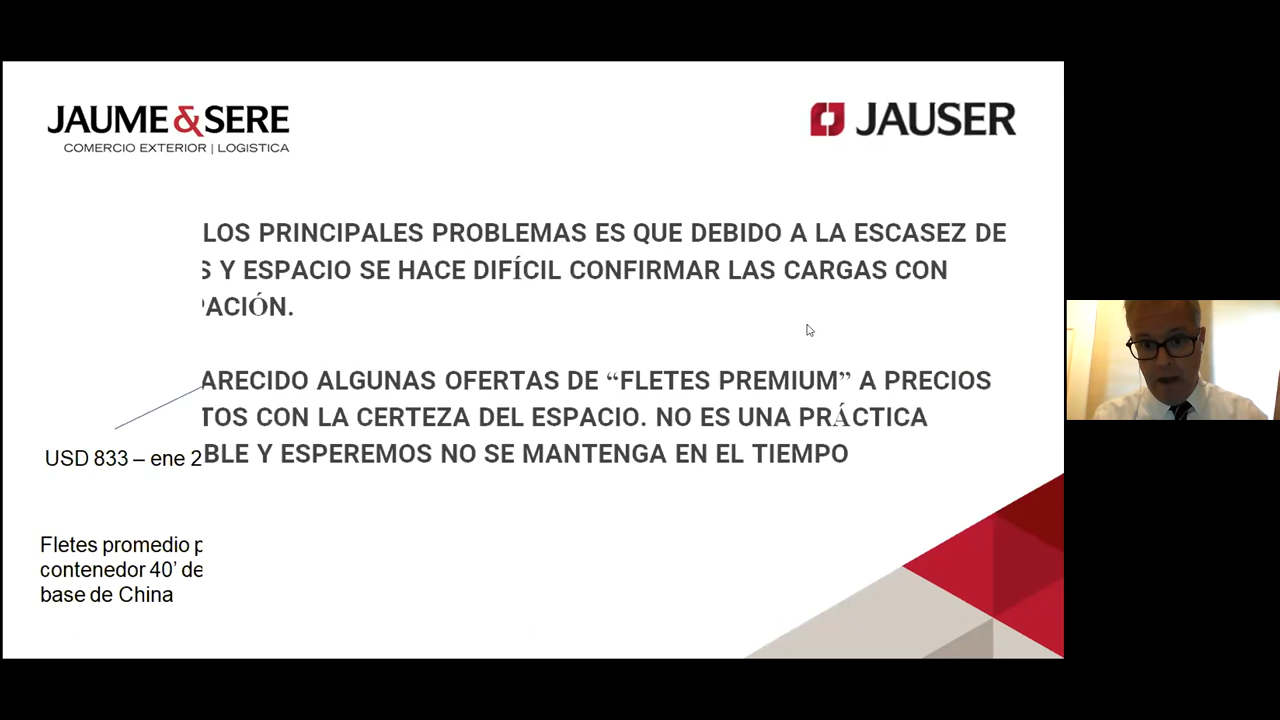 JAUME&SERE
COMERCIO EXTERIOR | LOGISTICA
JAUSER
LOS PRINCIPALES PROBLEMAS ES QUE DEBIDO A LA ESCASEZ DE
S Y ESPACIO SE HACE DIFÍCIL CONFIRMAR LAS CARGAS CON
PACIÓN.
ARECIDO ALGUNAS OFERTAS DE “FLETES PREMIUM” A PRECIOS
TOS CON LA CERTEZA DEL ESPACIO. NO ES UNA PRÁCTICA
BLE Y ESPEREMOS NO SE MANTENGA EN EL TIEMPO
USD 833 – ene 2
Fletes promedio p
contenedor 40’ de
base de China